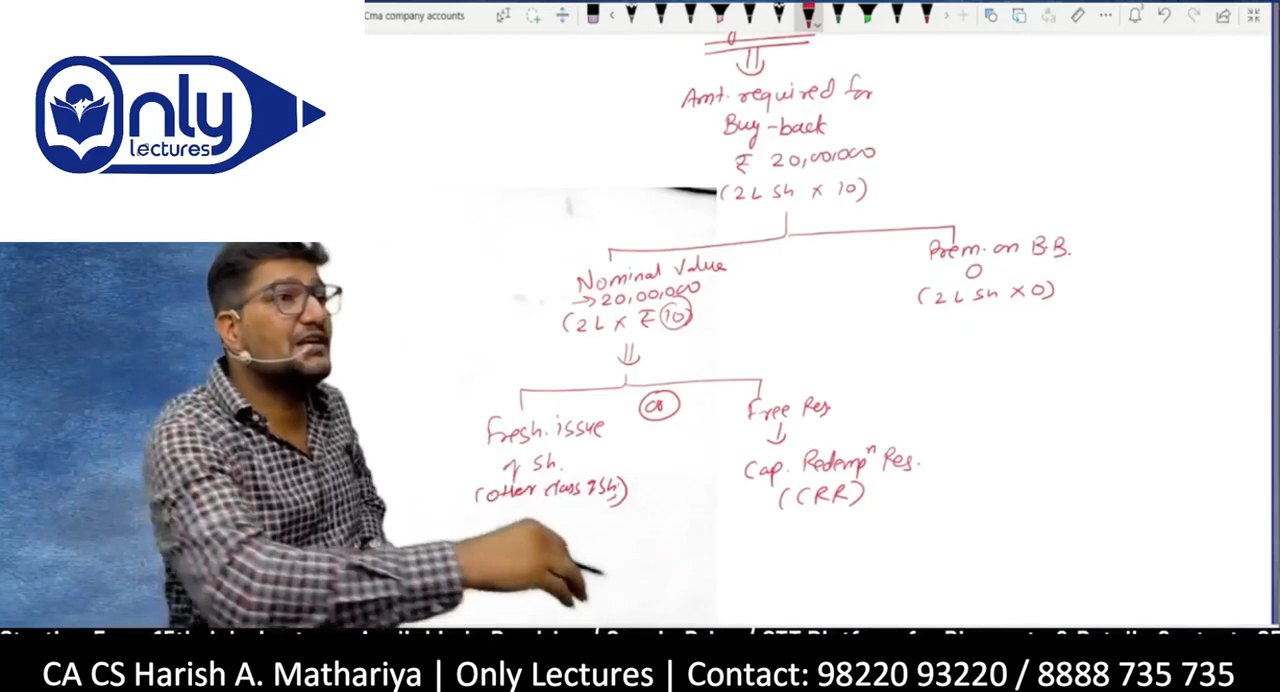 Cma company accounts
Only
Lectures
Amt. required for
Buy-back
₹ 20,00,000
(2 L Sh x 10)
Nominal Value
→ 20,00,000
(2 L x ₹ 10)
Prem. on B.B.
0
(2 L Sh x 0)
Fresh issue
of Sh.
(Other class of Sh.)
or
Free Res.
Cap. Redempⁿ Res.
(CRR)
CA CS Harish A. Mathariya | Only Lectures | Contact: 98220 93220 / 8888 735 735